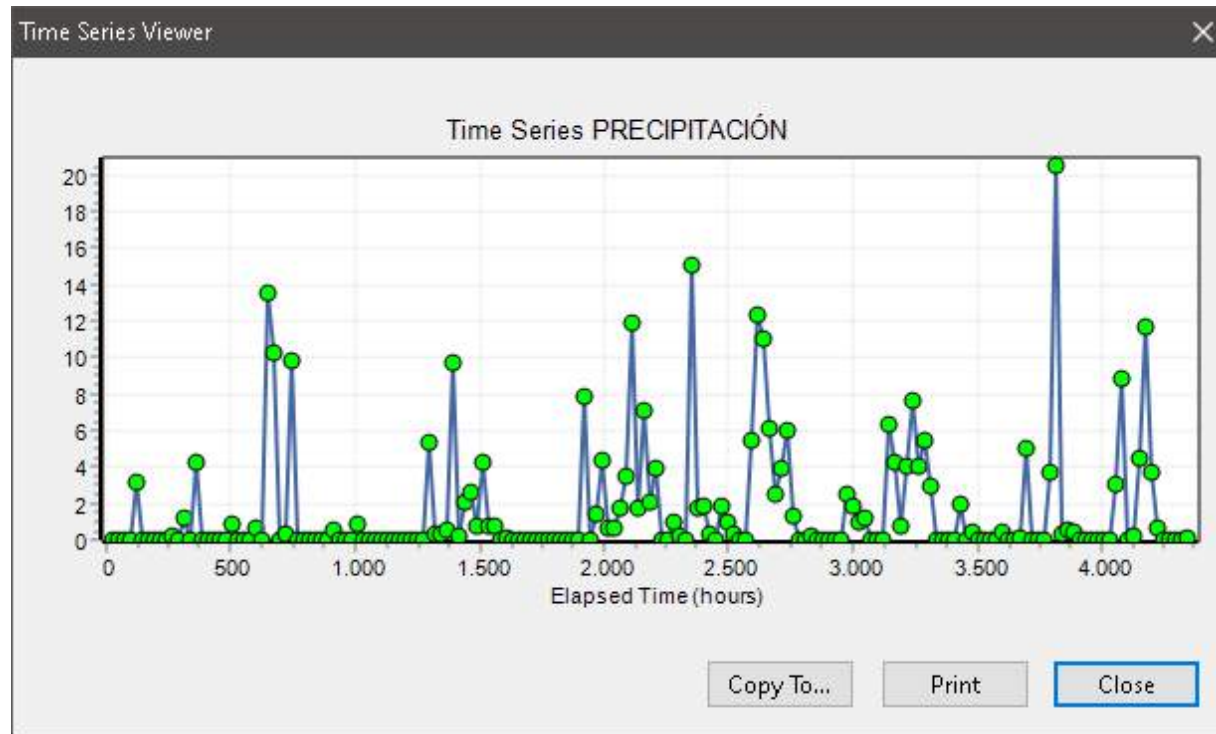 Time Series Viewer
Time Series PRECIPITACIÓN
20
18
16
14
12
10
8
6
4
2
0
0 500 1.000 1.500 2.000 2.500 3.000 3.500 4.000
Elapsed Time (hours)
Copy To... Print Close